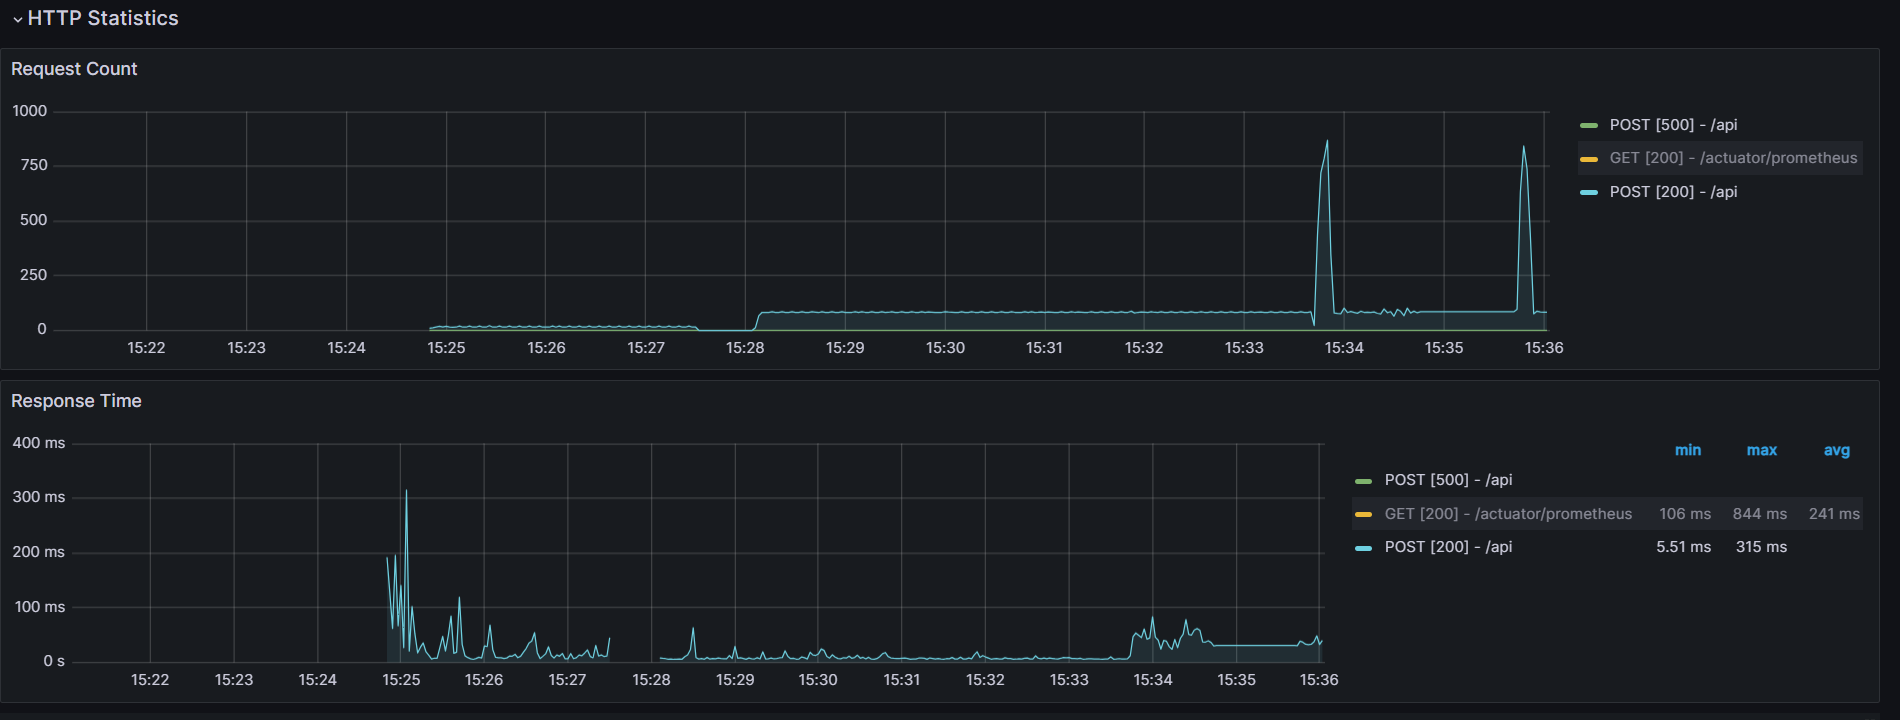 HTTP Statistics
Request Count
1000
750
500
250
0
15:22 15:23 15:24 15:25 15:26 15:27 15:28 15:29 15:30 15:31 15:32 15:33 15:34 15:35 15:36
POST [500] - /api
GET [200] - /actuator/prometheus
POST [200] - /api
Response Time
400 ms
300 ms
200 ms
100 ms
0 s
15:22 15:23 15:24 15:25 15:26 15:27 15:28 15:29 15:30 15:31 15:32 15:33 15:34 15:35 15:36
min max avg
POST [500] - /api
GET [200] - /actuator/prometheus 106 ms 844 ms 241 ms
POST [200] - /api 5.51 ms 315 ms